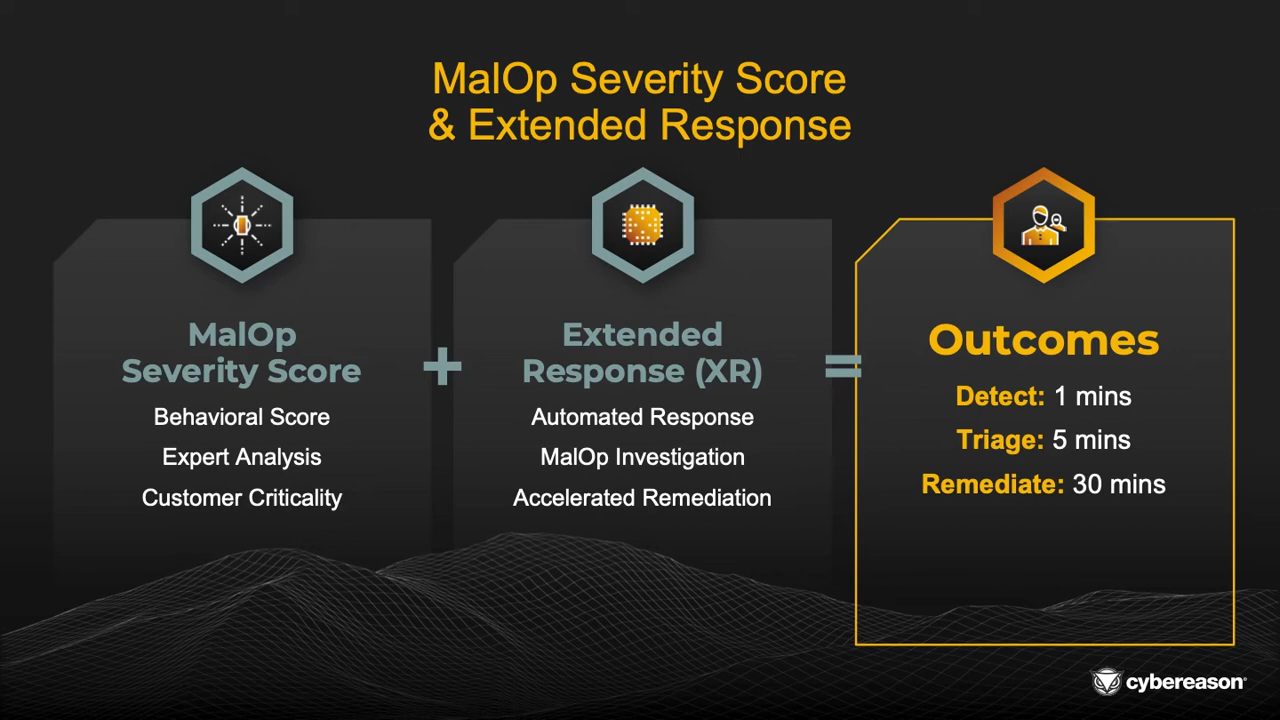 MalOp Severity Score
& Extended Response
MalOp
Severity Score
Behavioral Score
Expert Analysis
Customer Criticality
+
Extended
Response (XR)
Automated Response
MalOp Investigation
Accelerated Remediation
=
Outcomes
Detect: 1 mins
Triage: 5 mins
Remediate: 30 mins
cybereason®